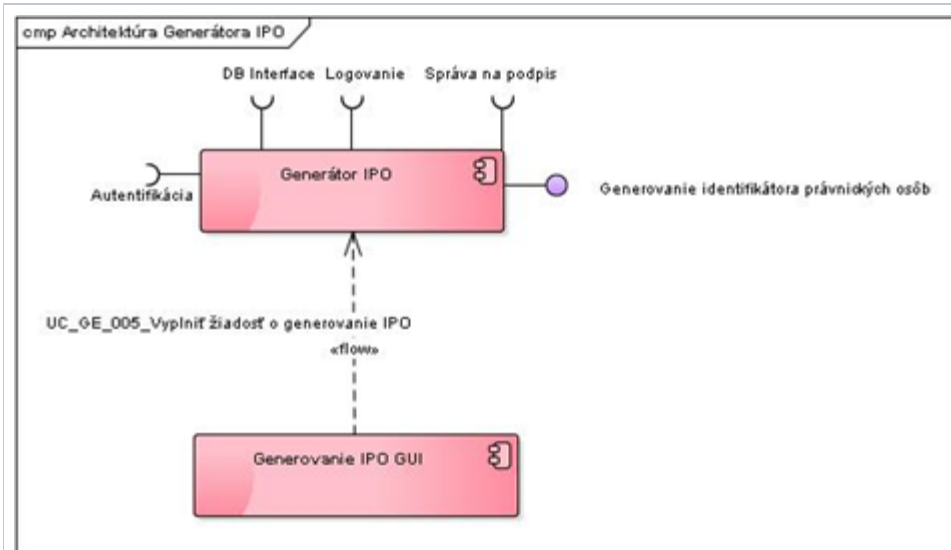 cmp Architektúra Generátora IPO
DB Interface Logovanie Správa na podpis
Generátor IPO
Autentifikácia
Generovanie identifikátora právnických osôb
UC_GE_005_Vyplniť žiadosť o generovanie IPO
«flow»
Generovanie IPO GUI